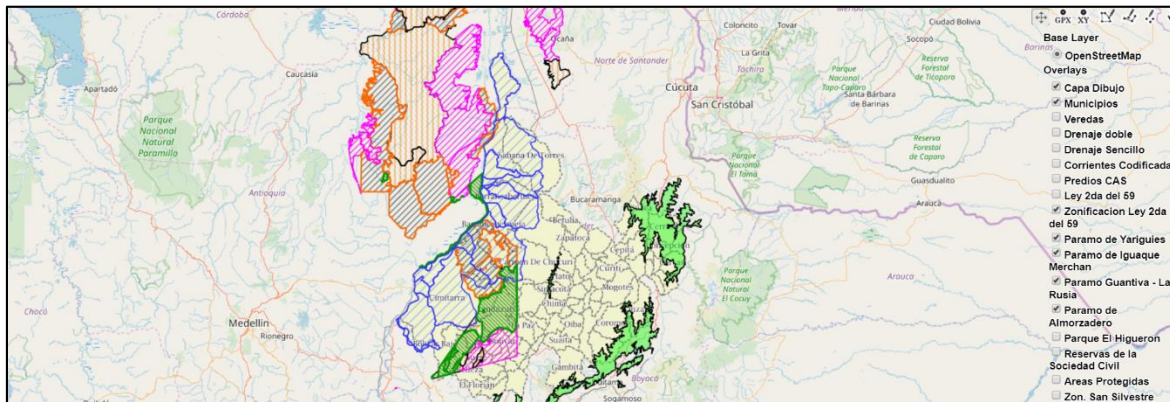 Córdoba
Coloncito
Tovar
Ciudad Bolivia
GPX
XY
Barinas
Base Layer
OpenStreetMap
Overlays
Capa Dibujo
Municipios
Veredas
Drenaje doble
Drenaje Sencillo
Corrientes Codificada
Predios CAS
Ley 2da del 59
Zonificacion Ley 2da
del 59
Paramo de Yariguies
Paramo de Iguaque
Merchan
Paramo Guantiva - La
Rusia
Paramo de
Almorzadero
Parque El Higueron
Reservas de la
Sociedad Civil
Areas Protegidas
Zon. San Silvestre
Apartadó
Caucasia
Ocaña
Norte de Santander
La Grita
Táchira
Socopó
Reserva
Forestal
de Ticoporo
Parque
Nacional
Tapo-Caparo
Santa Bárbara
de Barinas
Cúcuta
San Cristóbal
Parque
Nacional
Natural
Paramillo
Parque
Nacional
El Tamá
Reserva
Forestal
de Caparo
Guasdualito
Antioquia
Sabana De Torres
Bucaramanga
Arauca
Betulia
Zapatoca
Cepitá
Curití
Mogotes
Cimitarra
Chima
Oiba
Suaita
Gámbita
El Florián
Parque
Nacional
Natural
El Cocuy
Arauca
Chocó
Medellín
Rionegro
Boyacá
Sogamoso